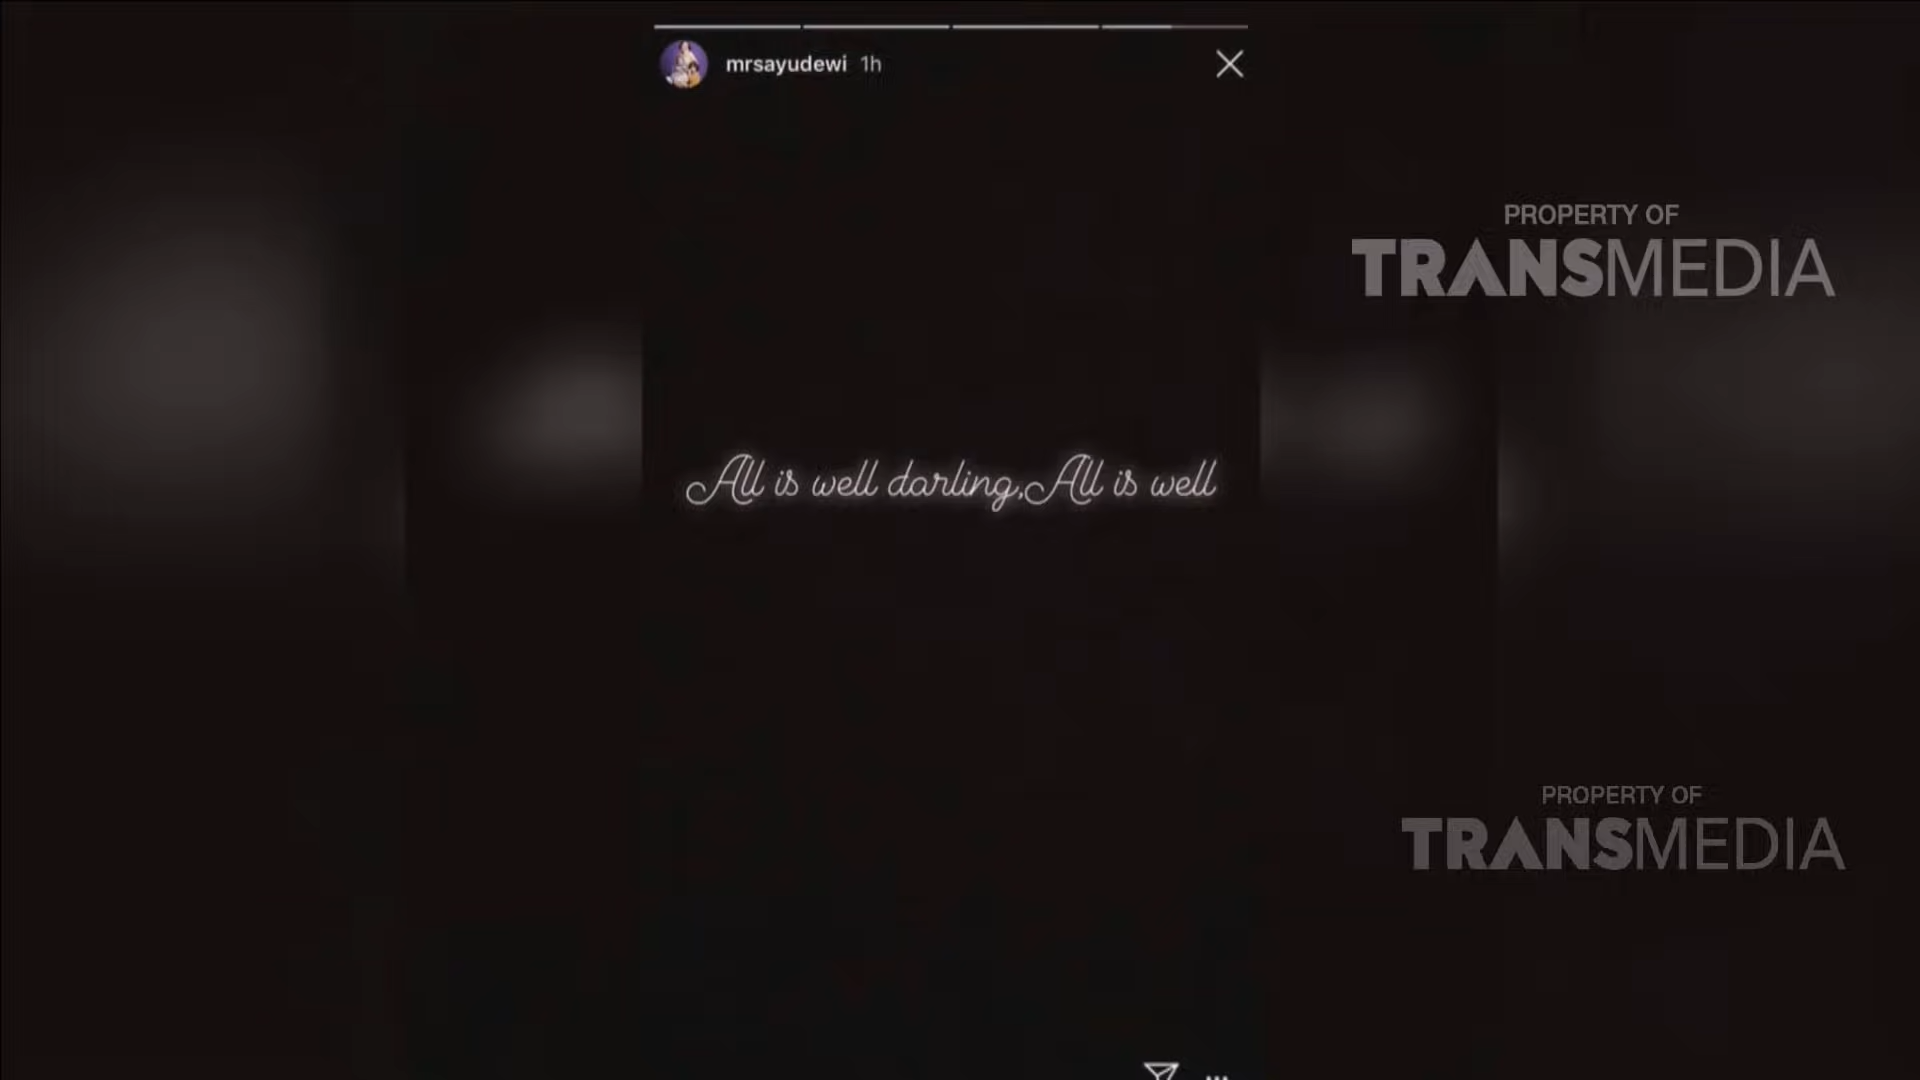 mrsayudewi 1h
PROPERTY OF
TRANSMEDIA
All is well darling,All is well
PROPERTY OF
TRANSMEDIA